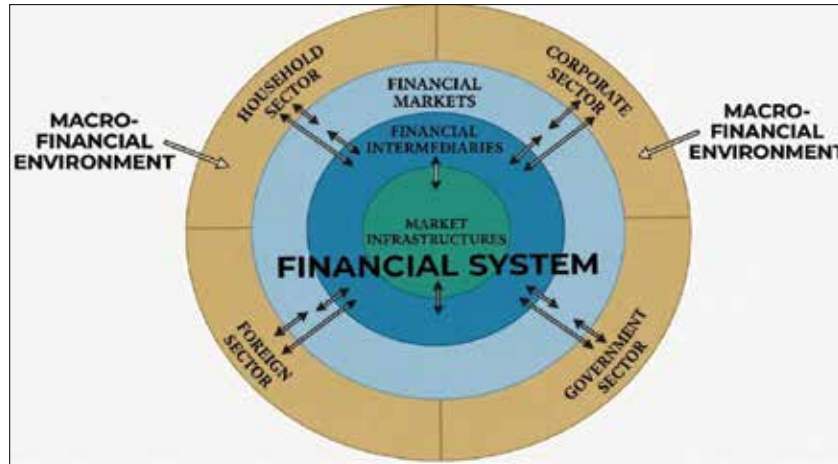 HOUSEHOLD
SECTOR
CORPORATE
SECTOR
FINANCIAL
MARKETS
MACRO-
FINANCIAL
ENVIRONMENT
MACRO-
FINANCIAL
ENVIRONMENT
FINANCIAL
INTERMEDIARIES
MARKET
INFRASTRUCTURES
FINANCIAL SYSTEM
FOREIGN
SECTOR
GOVERNMENT
SECTOR